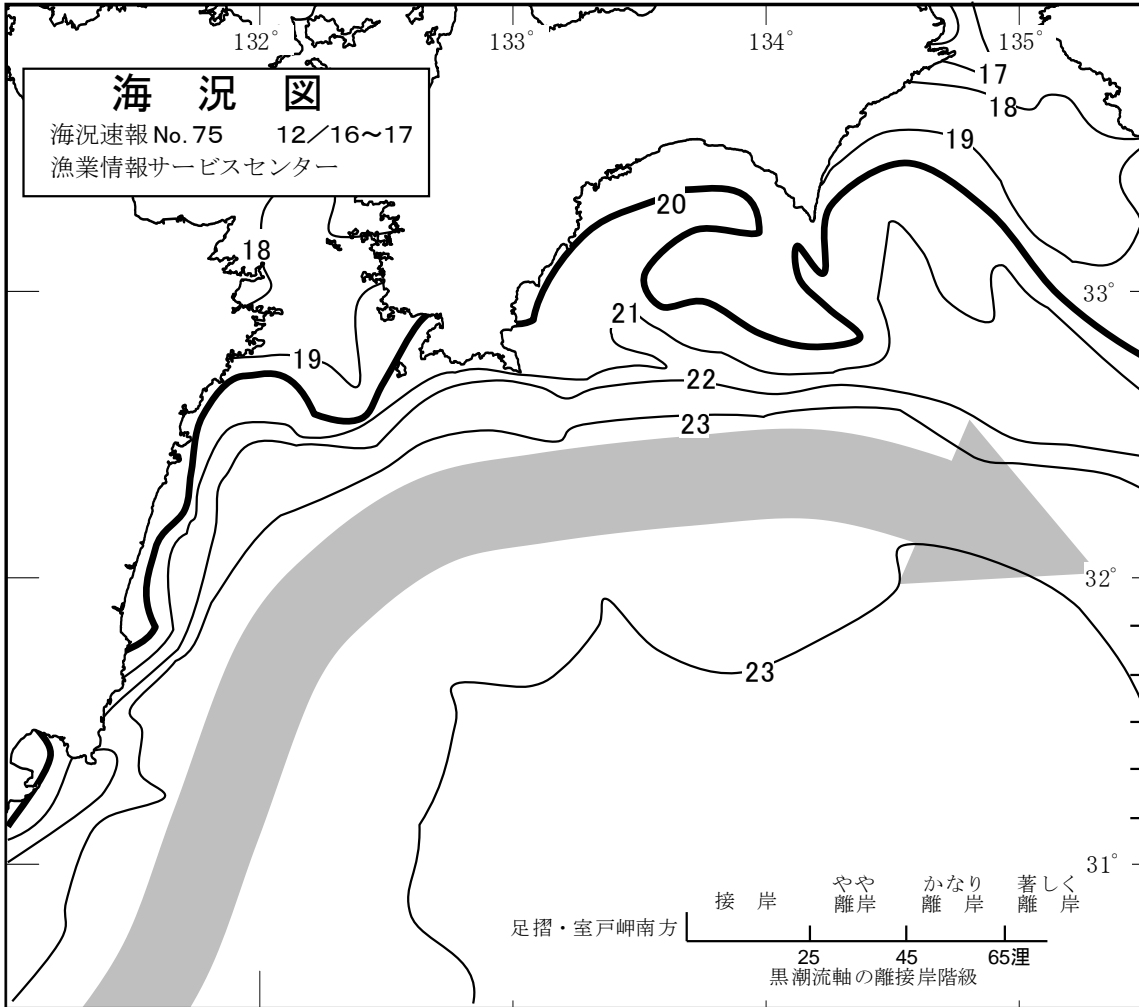 132° 133° 134° 135°
海況図
海況速報 No.75 12/16~17
漁業情報サービスセンター
17
18
19
20
18
33°
21
19
22
23
32°
23
31°
接岸 やや離岸 かなり離岸 著しく離岸
足摺・室戸岬南方
25 45 65浬
黒潮流軸の離接岸階級